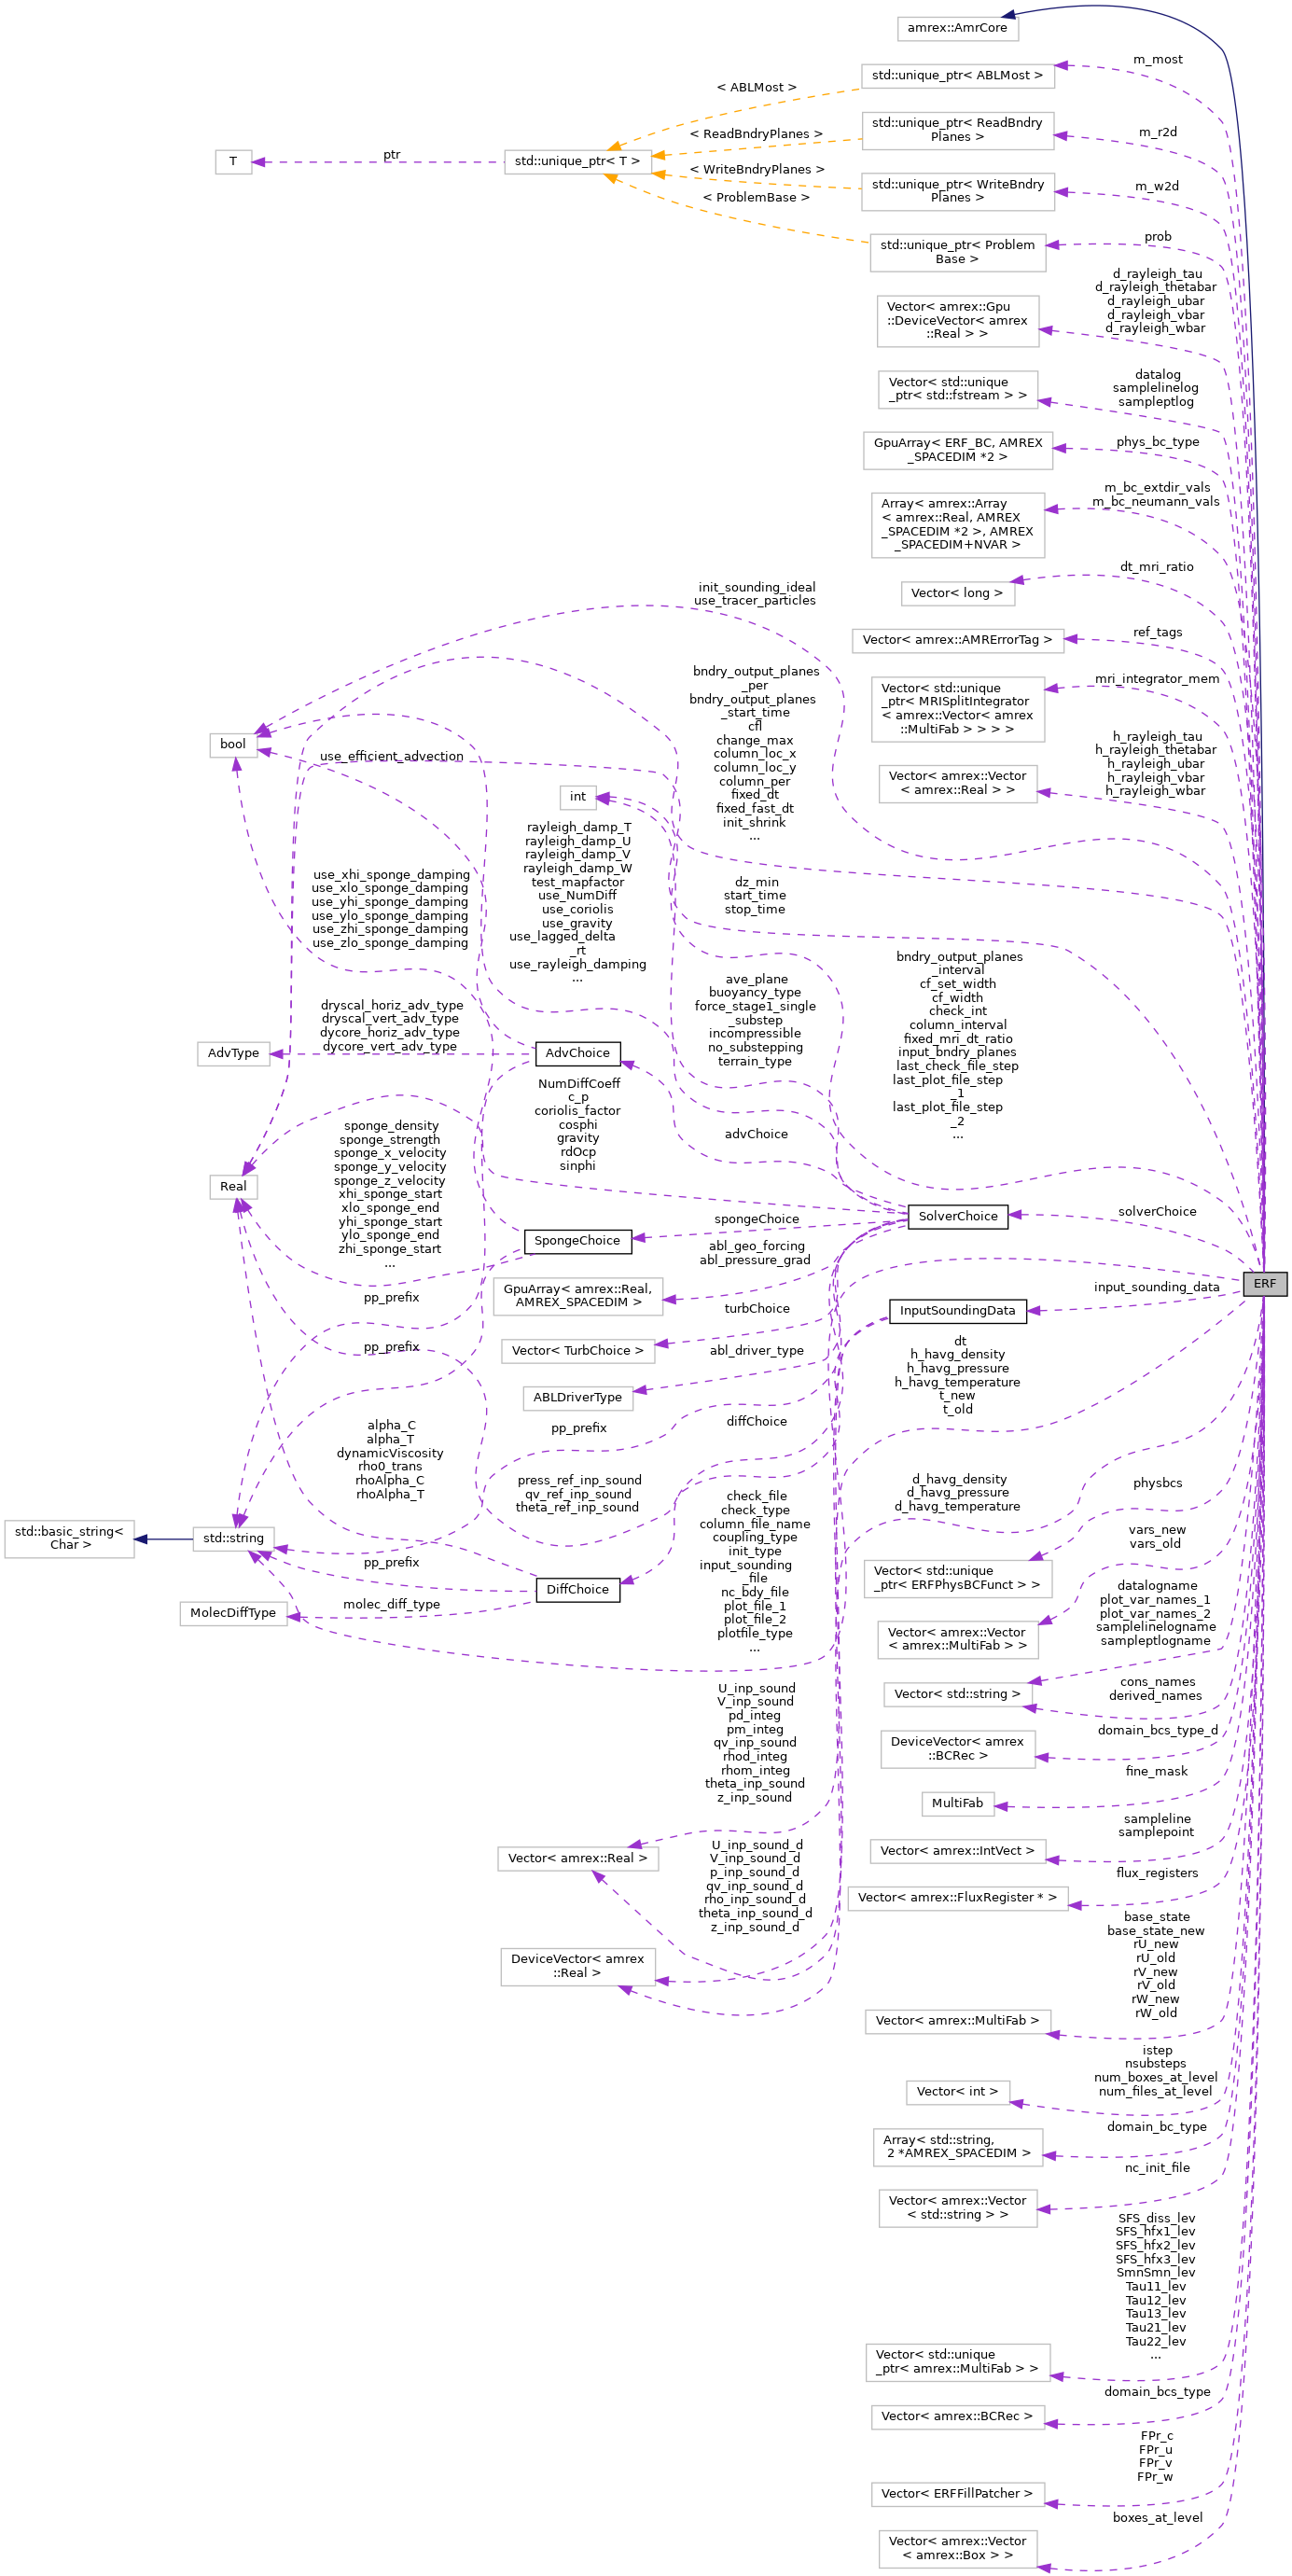 amrex::AmrCore
m_most
std::unique_ptr< ABLMost >
< ABLMost >
m_r2d
std::unique_ptr< ReadBndry
Planes >
< ReadBndryPlanes >
ptr
T
std::unique_ptr< T >
< WriteBndryPlanes >
std::unique_ptr< WriteBndry
Planes >
m_w2d
< ProblemBase >
prob
std::unique_ptr< Problem
Base >
d_rayleigh_tau
d_rayleigh_thetabar
d_rayleigh_ubar
d_rayleigh_vbar
d_rayleigh_wbar
Vector< amrex::Gpu
::DeviceVector< amrex
::Real > >
datalog
samplelinelog
sampleptlog
Vector< std::unique
_ptr< std::fstream > >
phys_bc_type
GpuArray< ERF_BC, AMREX
_SPACEDIM *2 >
m_bc_extdir_vals
m_bc_neumann_vals
Array< amrex::Array
< amrex::Real, AMREX
_SPACEDIM *2 >, AMREX
_SPACEDIM+NVAR >
dt_mri_ratio
Vector< long >
init_sounding_ideal
use_tracer_particles
ref_tags
Vector< amrex::AMRErrorTag >
mri_integrator_mem
Vector< std::unique
_ptr< MRISplitIntegrator
< amrex::Vector< amrex
::MultiFab > > > >
bndry_output_planes
_per
bndry_output_planes
_start_time
cfl
change_max
column_loc_x
column_loc_y
column_per
fixed_dt
fixed_fast_dt
init_shrink
...
bool
use_efficient_advection
h_rayleigh_tau
h_rayleigh_thetabar
h_rayleigh_ubar
h_rayleigh_vbar
h_rayleigh_wbar
Vector< amrex::Vector
< amrex::Real > >
int
rayleigh_damp_T
rayleigh_damp_U
rayleigh_damp_V
rayleigh_damp_W
test_mapfactor
use_NumDiff
use_coriolis
use_gravity
use_lagged_delta
_rt
use_rayleigh_damping
...
use_xhi_sponge_damping
use_xlo_sponge_damping
use_yhi_sponge_damping
use_ylo_sponge_damping
use_zhi_sponge_damping
use_zlo_sponge_damping
dz_min
start_time
stop_time
ave_plane
buoyancy_type
force_stage1_single
_substep
incompressible
no_substepping
terrain_type
bndry_output_planes
_interval
cf_set_width
cf_width
check_int
column_interval
fixed_mri_dt_ratio
input_bndry_planes
last_check_file_step
last_plot_file_step
_1
last_plot_file_step
_2
...
dryscal_horiz_adv_type
dryscal_vert_adv_type
dycore_horiz_adv_type
dycore_vert_adv_type
AdvType
AdvChoice
NumDiffCoeff
c_p
coriolis_factor
cosphi
gravity
rdOcp
sinphi
advChoice
sponge_density
sponge_strength
sponge_x_velocity
sponge_y_velocity
sponge_z_velocity
xhi_sponge_start
xlo_sponge_end
yhi_sponge_start
ylo_sponge_end
zhi_sponge_start
...
Real
SolverChoice
solverChoice
spongeChoice
SpongeChoice
abl_geo_forcing
abl_pressure_grad
GpuArray< amrex::Real,
AMREX_SPACEDIM >
ERF
input_sounding_data
InputSoundingData
pp_prefix
turbChoice
Vector< TurbChoice >
pp_prefix
abl_driver_type
ABLDriverType
dt
h_havg_density
h_havg_pressure
h_havg_temperature
t_new
t_old
pp_prefix
diffChoice
alpha_C
alpha_T
dynamicViscosity
rho0_trans
rhoAlpha_C
rhoAlpha_T
press_ref_inp_sound
qv_ref_inp_sound
theta_ref_inp_sound
d_havg_density
d_havg_pressure
d_havg_temperature
physbcs
Vector< std::unique
_ptr< ERFPhysBCFunct > >
check_file
check_type
column_file_name
coupling_type
init_type
input_sounding
_file
nc_bdy_file
plot_file_1
plot_file_2
plotfile_type
...
std::basic_string<
Char >
std::string
pp_prefix
DiffChoice
molec_diff_type
MolecDiffType
vars_new
vars_old
Vector< amrex::Vector
< amrex::MultiFab > >
datalogname
plot_var_names_1
plot_var_names_2
samplelinelogname
sampleptlogname
Vector< std::string >
cons_names
derived_names
U_inp_sound
V_inp_sound
pd_integ
pm_integ
qv_inp_sound
rhod_integ
rhom_integ
theta_inp_sound
z_inp_sound
domain_bcs_type_d
DeviceVector< amrex
::BCRec >
fine_mask
MultiFab
sampleline
samplepoint
Vector< amrex::IntVect >
Vector< amrex::Real >
U_inp_sound_d
V_inp_sound_d
p_inp_sound_d
qv_inp_sound_d
rho_inp_sound_d
theta_inp_sound_d
z_inp_sound_d
flux_registers
Vector< amrex::FluxRegister * >
DeviceVector< amrex
::Real >
base_state
base_state_new
rU_new
rU_old
rV_new
rV_old
rW_new
rW_old
Vector< amrex::MultiFab >
istep
nsubsteps
num_boxes_at_level
num_files_at_level
Vector< int >
domain_bc_type
Array< std::string,
2 *AMREX_SPACEDIM >
nc_init_file
Vector< amrex::Vector
< std::string > >
SFS_diss_lev
SFS_hfx1_lev
SFS_hfx2_lev
SFS_hfx3_lev
SmnSmn_lev
Tau11_lev
Tau12_lev
Tau13_lev
Tau21_lev
Tau22_lev
...
Vector< std::unique
_ptr< amrex::MultiFab > >
domain_bcs_type
Vector< amrex::BCRec >
FPr_c
FPr_u
FPr_v
FPr_w
Vector< ERFFillPatcher >
boxes_at_level
Vector< amrex::Vector
< amrex::Box > >